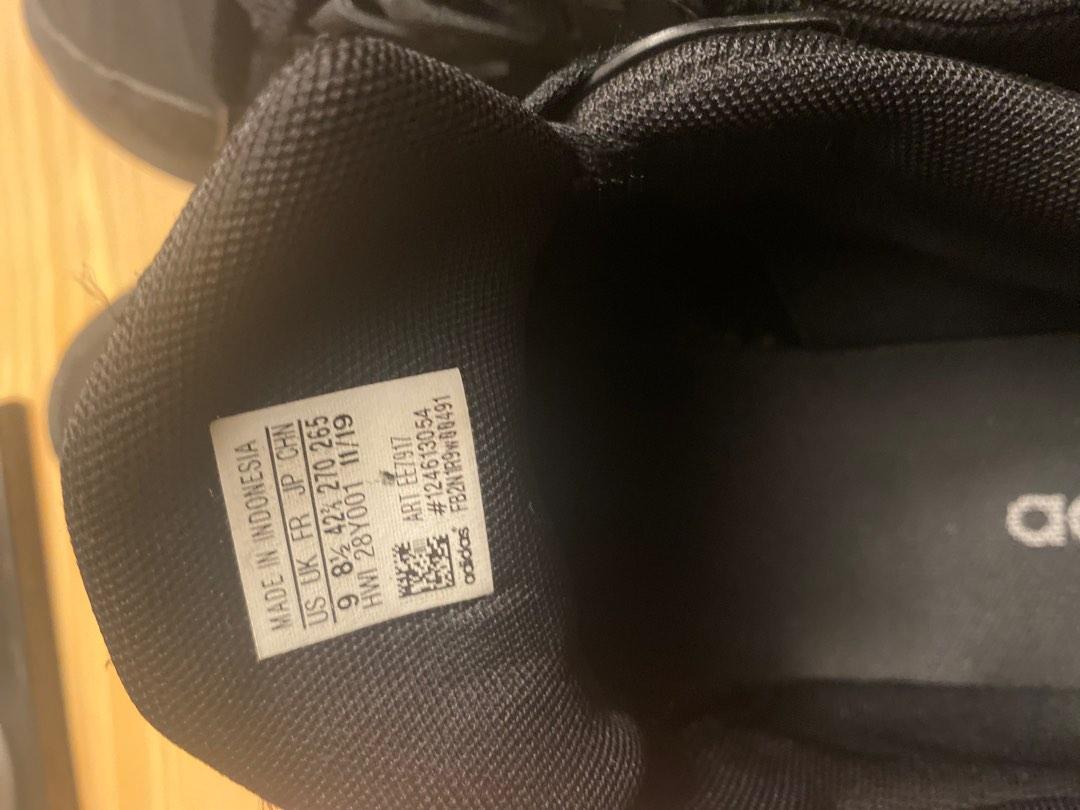 MADE IN INDONESIA
US UK FR JP CHN
9 8½ 42⅔ 270 265
HWI 28Y001 11/19
ART EE7917
#124613054
adidas